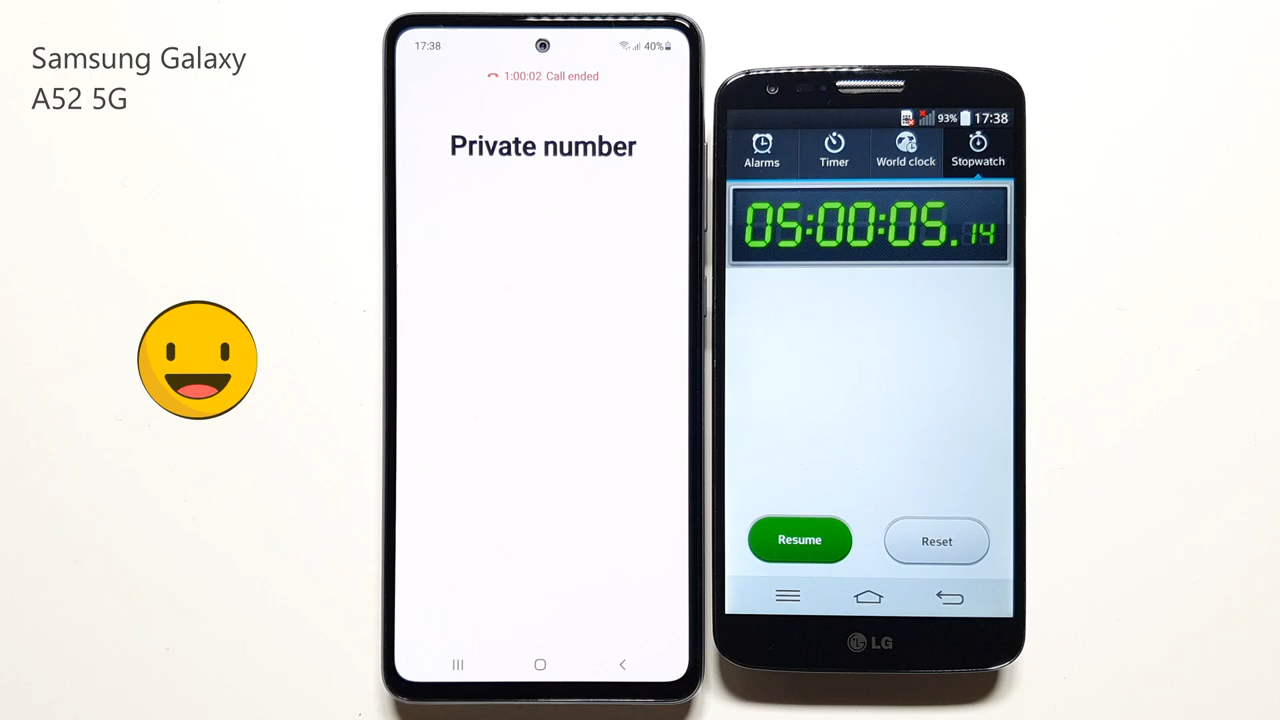 Samsung Galaxy
A52 5G
17:38
40%
1:00:02 Call ended
Private number
93% 17:38
Alarms Timer World clock Stopwatch
05:00:05.14
Resume Reset
LG LG